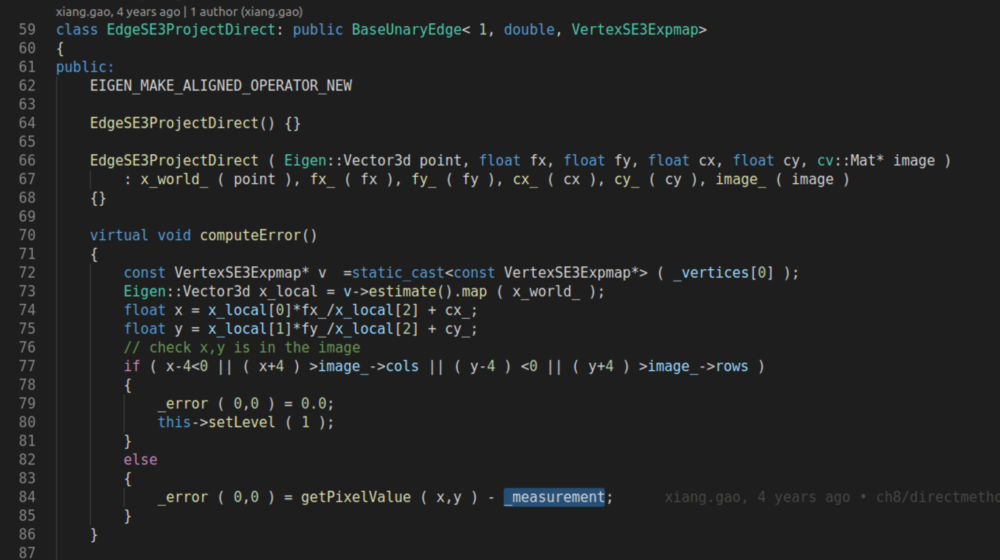 xiang.gao, 4 years ago | 1 author (xiang.gao)
59 class EdgeSE3ProjectDirect: public BaseUnaryEdge< 1, double, VertexSE3Expmap>
60 {
61 public:
62     EIGEN_MAKE_ALIGNED_OPERATOR_NEW
63
64     EdgeSE3ProjectDirect() {}
65
66     EdgeSE3ProjectDirect ( Eigen::Vector3d point, float fx, float fy, float cx, float cy, cv::Mat* image )
67         : x_world_ ( point ), fx_ ( fx ), fy_ ( fy ), cx_ ( cx ), cy_ ( cy ), image_ ( image )
68     {}
69
70     virtual void computeError()
71     {
72         const VertexSE3Expmap* v  =static_cast<const VertexSE3Expmap*> ( _vertices[0] );
73         Eigen::Vector3d x_local = v->estimate().map ( x_world_ );
74         float x = x_local[0]*fx_/x_local[2] + cx_;
75         float y = x_local[1]*fy_/x_local[2] + cy_;
76         // check x,y is in the image
77         if ( x-4<0 || ( x+4 ) >image_->cols || ( y-4 ) <0 || ( y+4 ) >image_->rows )
78         {
79             _error ( 0,0 ) = 0.0;
80             this->setLevel ( 1 );
81         }
82         else
83         {
84             _error ( 0,0 ) = getPixelValue ( x,y ) - _measurement;      xiang.gao, 4 years ago • ch8/directmetho
85         }
86     }
87